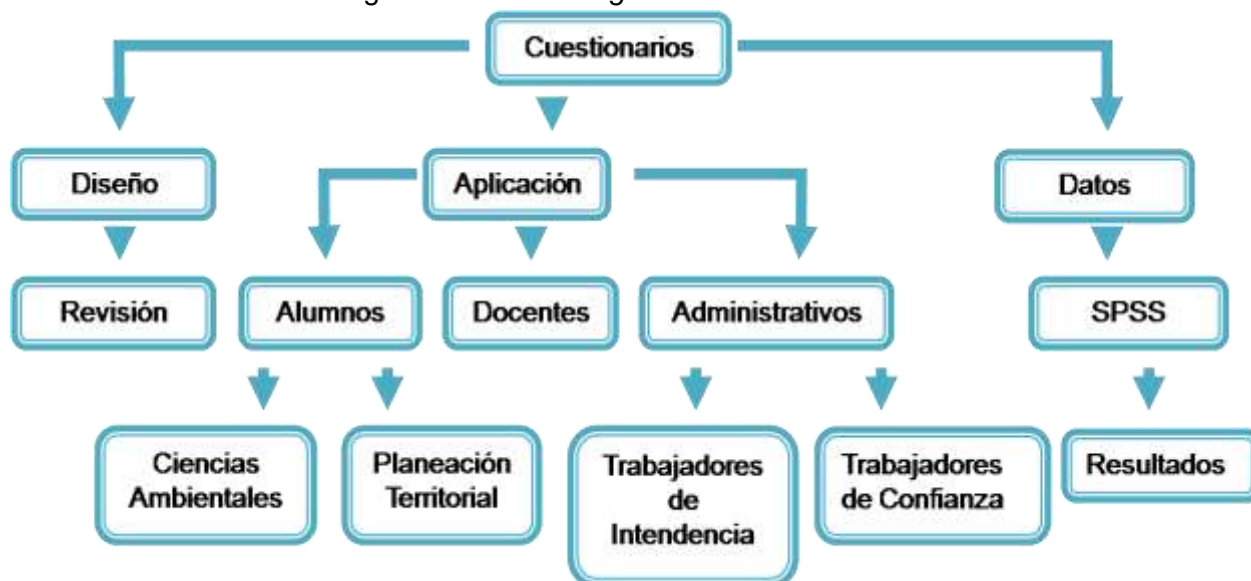 Cuestionarios
Diseño
Aplicación
Datos
Revisión
Alumnos
Docentes
Administrativos
SPSS
Ciencias
Ambientales
Planeación
Territorial
Trabajadores
de
Intendencia
Trabajadores
de Confianza
Resultados